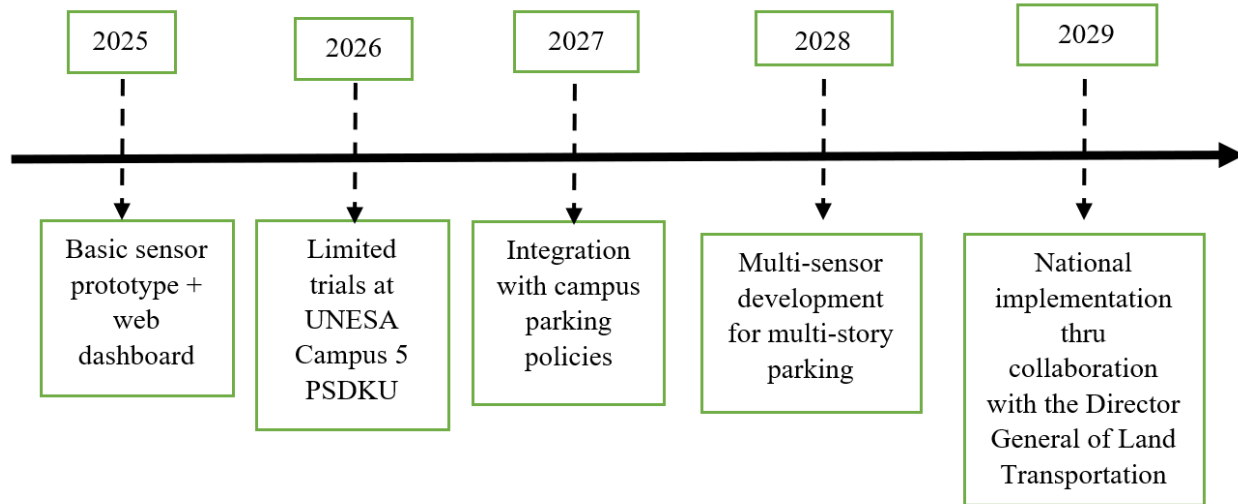 2025
2026
2027
2028
2029
Basic sensor
prototype +
web
dashboard
Limited
trials at
UNESA
Campus 5
PSDKU
Integration
with campus
parking
policies
Multi-sensor
development
for multi-story
parking
National
implementation
thru
collaboration
with the Director
General of Land
Transportation